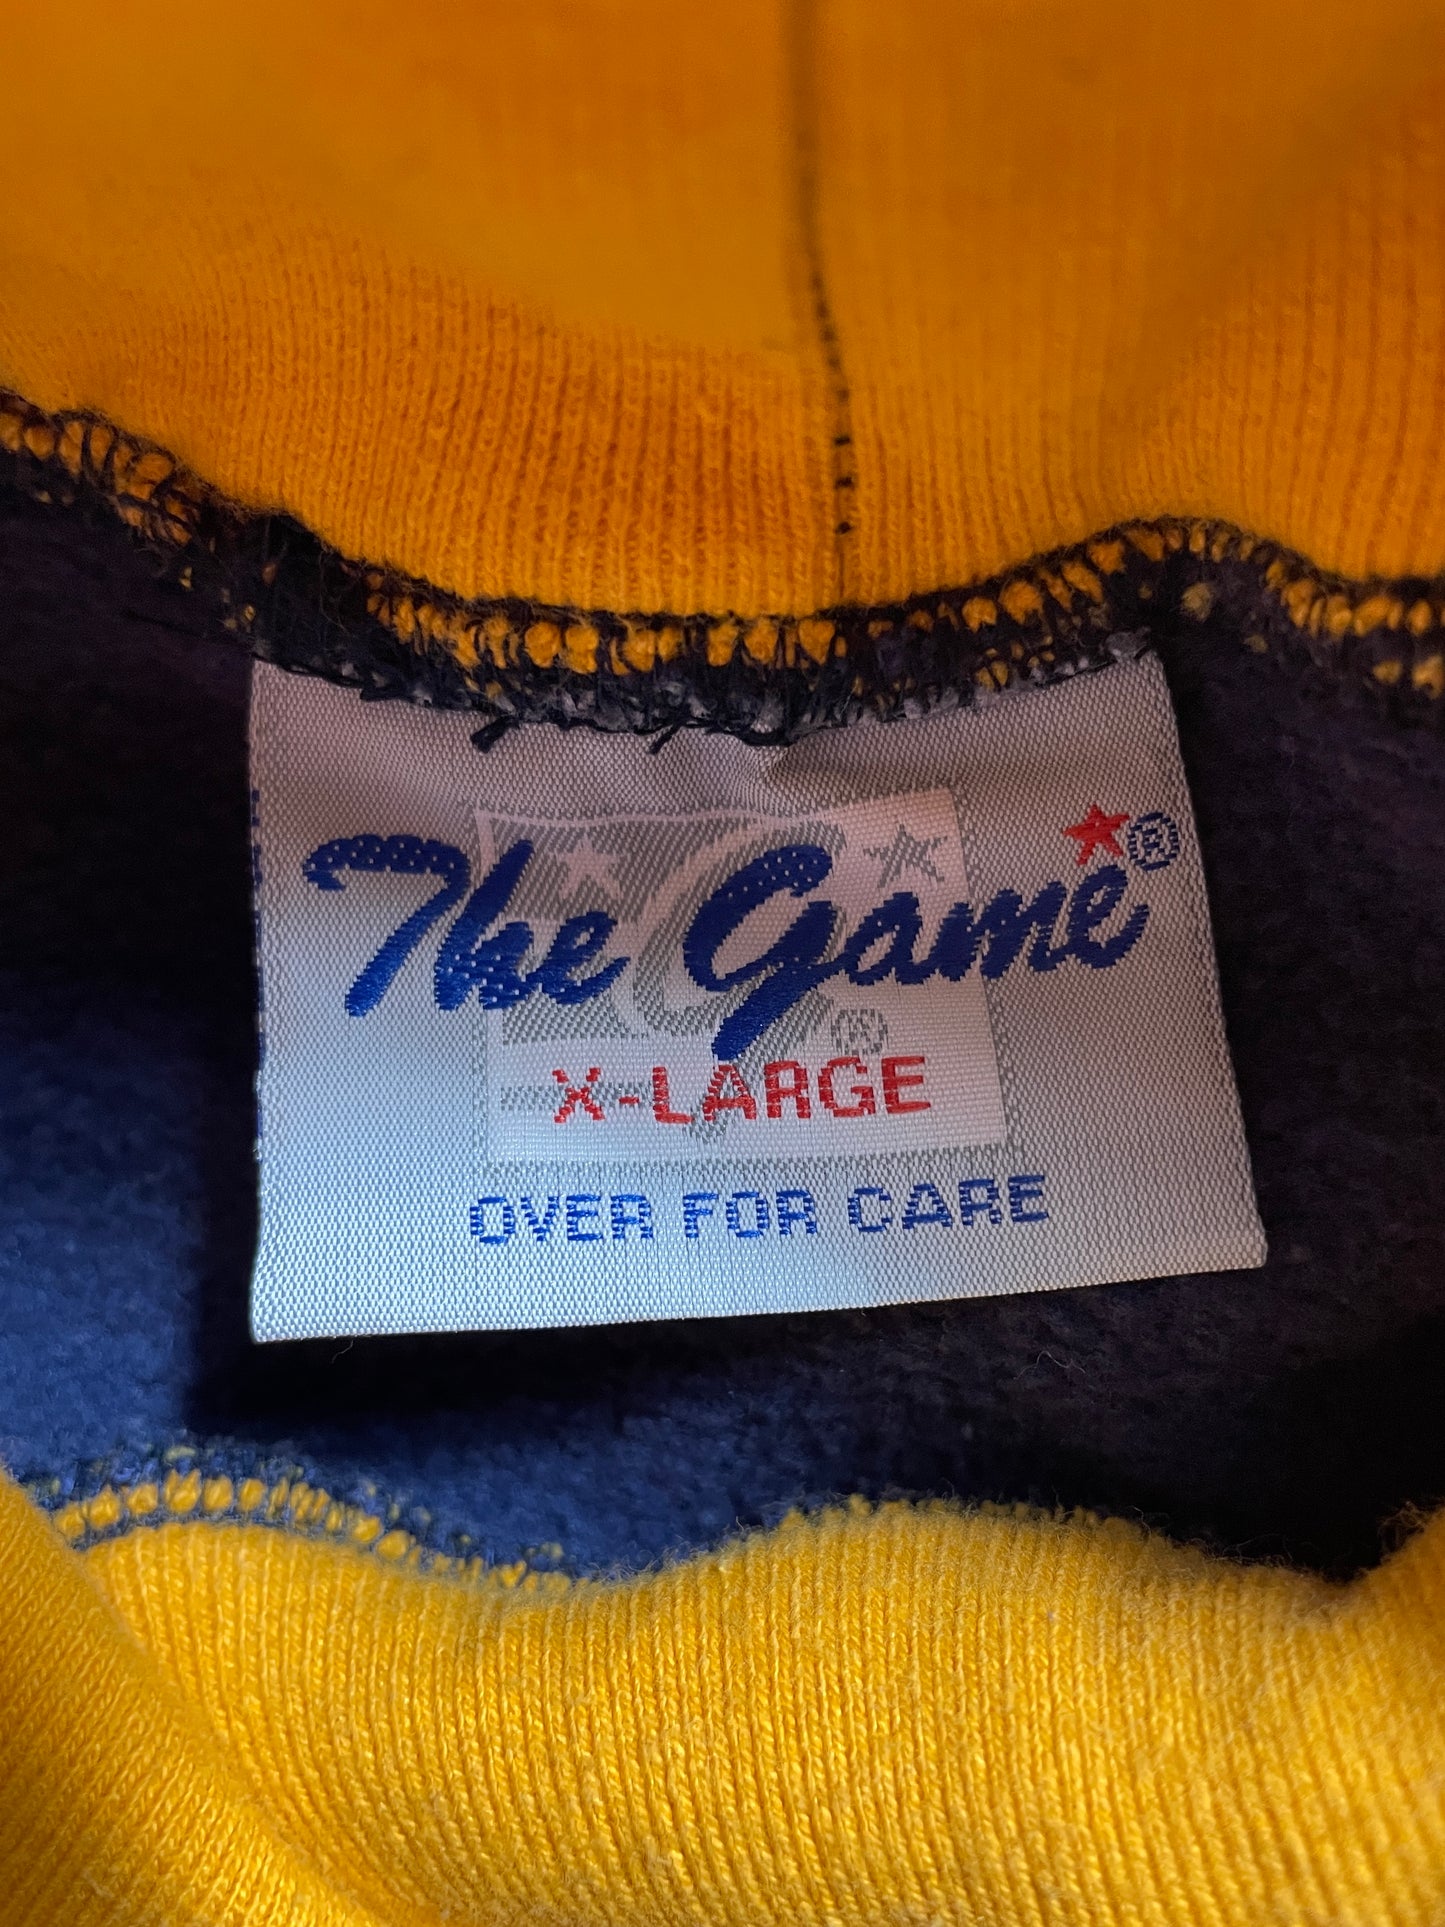 The Game®
G®
X-LARGE
OVER FOR CARE